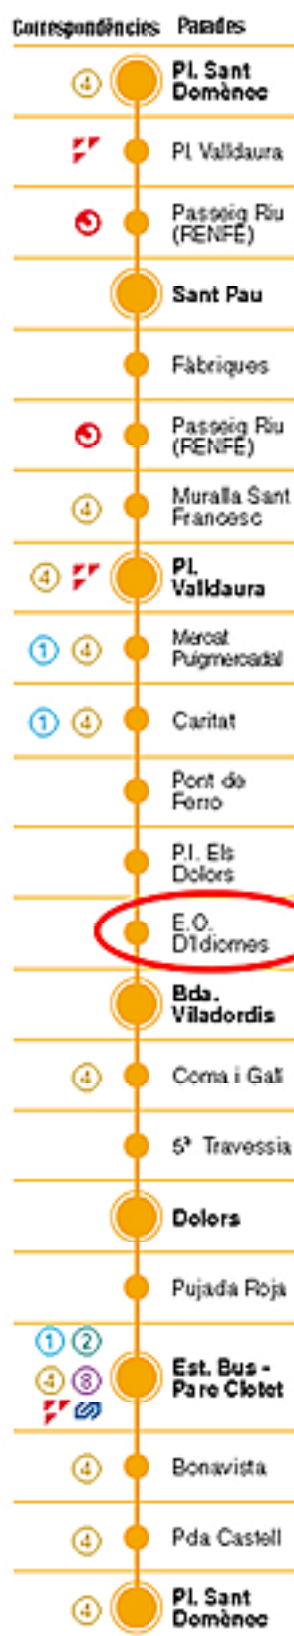 Correspondències Parades
4 Pl. Sant
Domènec
Pl. Valldaura
Passeig Riu
(RENFE)
Sant Pau
Fàbriques
Passeig Riu
(RENFE)
4 Muralla Sant
Francesc
4 Pl.
Valldaura
1 4 Mercat
Puigmercadal
1 4 Caritat
Pont de
Ferro
P.I. Els
Dolors
E.O.
D'Idiomes
Bda.
Viladordis
4 Coma i Galí
5ª Travessia
Dolors
Pujada Roja
1 2
4 8 Est. Bus -
Pare Clotet
4 Bonavista
4 Pda Castell
4 Pl. Sant
Domènec